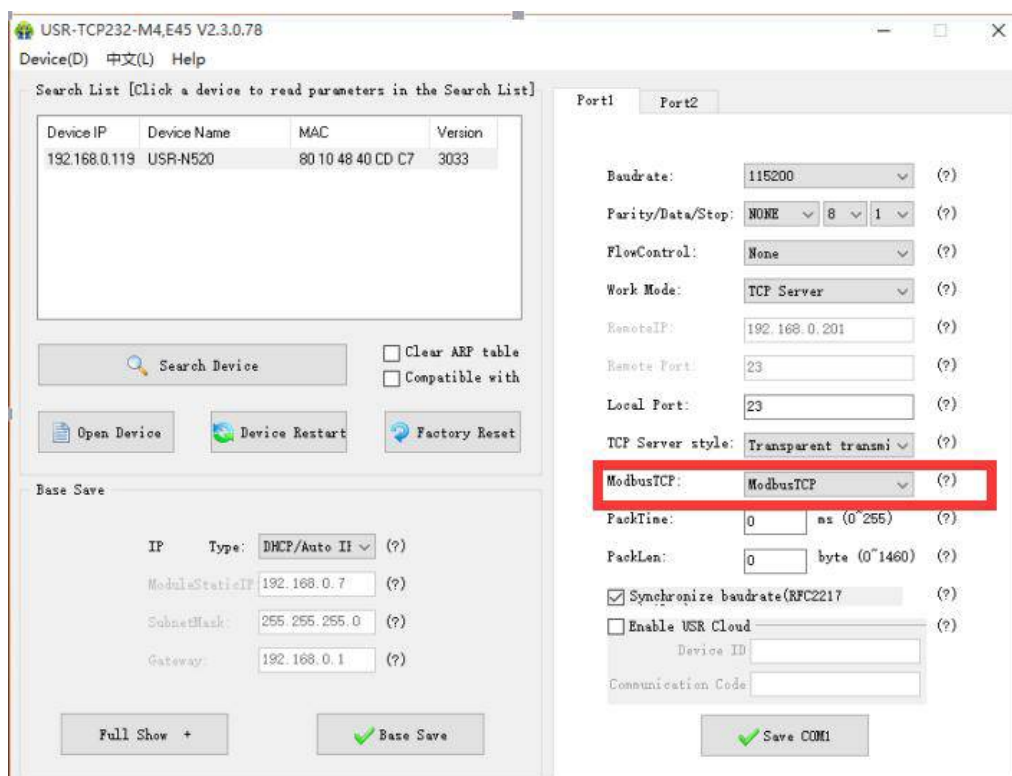 USR-TCP232-M4,E45 V2.3.0.78
Device(D) 中文(L) Help
Search List [Click a device to read parameters in the Search List]
Device IP Device Name MAC Version
192.168.0.119 USR-N520 80 10 48 40 CD C7 3033
Search Device
Clear ARP table
Compatible with
Open Device Device Restart Factory Reset
Base Save
IP Type: DHCP/Auto IP (?)
ModuleStaticIP 192.168.0.7 (?)
SubnetMask: 255.255.255.0 (?)
Gateway: 192.168.0.1 (?)
Full Show + Base Save
Port1 Port2
Baudrate: 115200 (?)
Parity/Data/Stop: NONE 8 1 (?)
FlowControl: None (?)
Work Mode: TCP Server (?)
RemoteIP: 192.168.0.201 (?)
Remote Port: 23 (?)
Local Port: 23 (?)
TCP Server style: Transparent transmi (?)
ModbusTCP: ModbusTCP (?)
PackTime: 0 ms (0~255) (?)
PackLen: 0 byte (0~1460) (?)
Synchronize baudrate(RFC2217 (?)
Enable USR Cloud (?)
Device ID
Communication Code
Save COM1